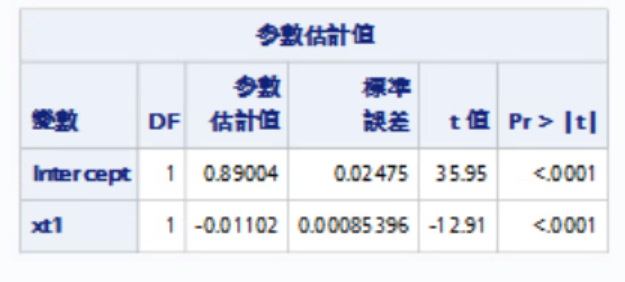 參數估計值
變數 DF 參數估計值 標準誤差 t 值 Pr > |t|
Intercept 1 0.89004 0.02475 35.95 <.0001
xt1 1 -0.01102 0.00085396 -12.91 <.0001